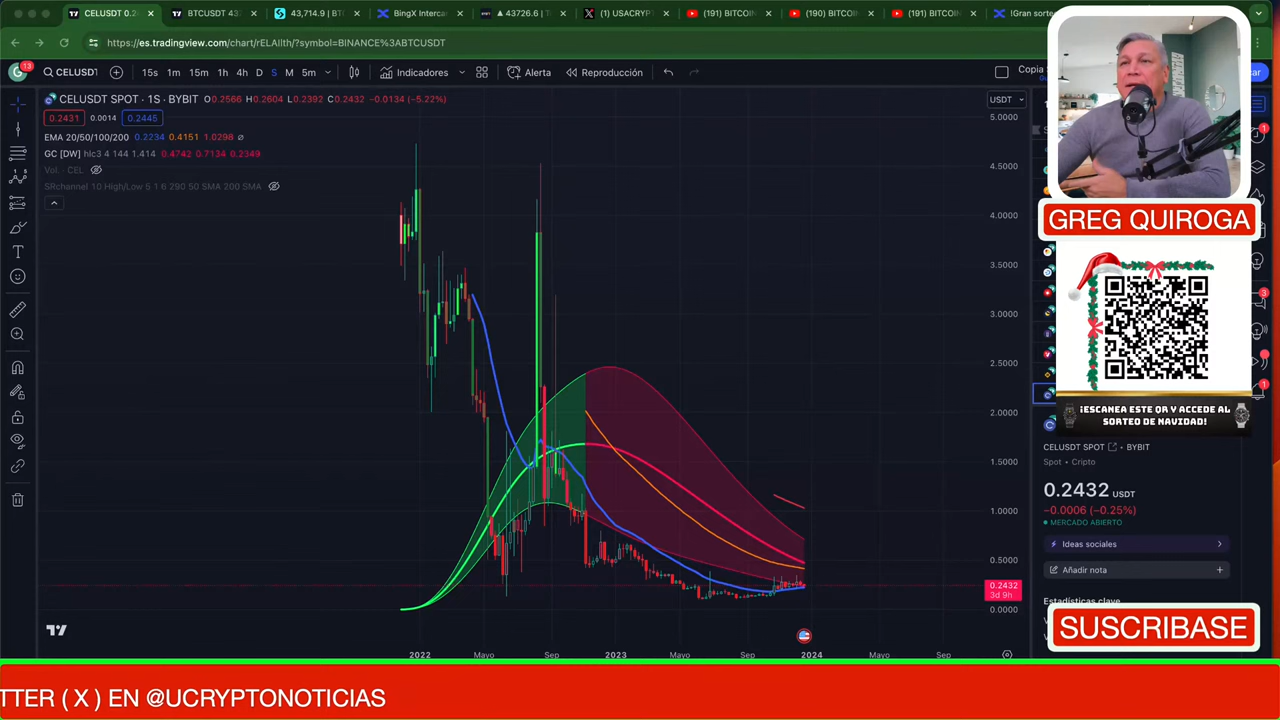 CELUSDT 0.2
BTCUSDT 43
43,714.9 | BTC
BingX Intercam
▲ 43726.6 | T
(1) USACRYPT
(191) BITCOIN
(190) BITCOIN
(191) BITCOIN
!Gran sorte
https://es.tradingview.com/chart/rELAIlth/?symbol=BINANCE%3ABTCUSDT
13
CELUSDT
15s 1m 15m 1h 4h D S M 5m
Indicadores
Alerta
Reproducción
Copia
CELUSDT SPOT · 1S · BYBIT O0.2566 H0.2604 L0.2392 C0.2432 −0.0134 (−5.22%)
0.2431 0.0014 0.2445
EMA 20/50/100/200 0.2234 0.4151 1.0298 ∅
GC [DW] hlc3 4 144 1.414 0.4742 0.7134 0.2349
Vol. · CEL
SRchannel 10 High/Low 5 1 6 290 50 SMA 200 SMA
USDT
5.0000
4.5000
4.0000
3.5000
3.0000
2.5000
2.0000
1.5000
1.0000
0.5000
0.2432
3d 9h
0.0000
2022 Mayo Sep 2023 Mayo Sep 2024 Mayo Sep
GREG QUIROGA
¡ESCANEA ESTE QR Y ACCEDE AL
SORTEO DE NAVIDAD!
CELUSDT SPOT · BYBIT
Spot · Cripto
0.2432 USDT
−0.0006 (−0.25%)
MERCADO ABIERTO
Ideas sociales
Añadir nota
Estadísticas clave
SUSCRIBASE
TTER ( X ) EN @UCRYPTONOTICIAS